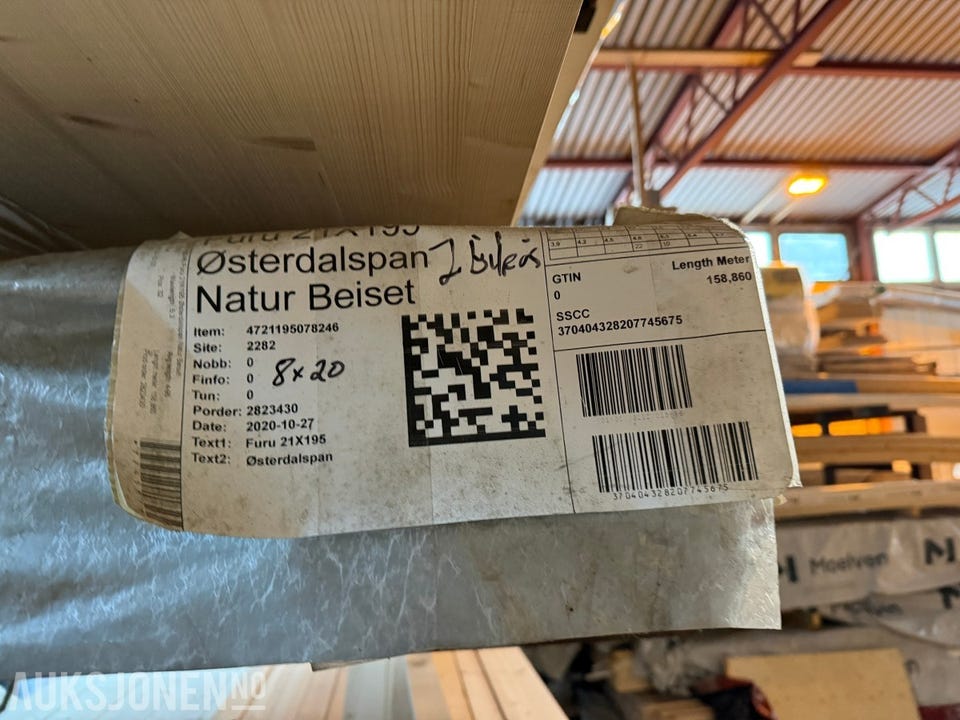 Furu 21X195
Østerdalspan
Natur Beiset
Item: 4721195078246
Site: 2282
Nobb: 0
Finfo: 0
8x20
Tun: 0
Porder: 2823430
Date: 2020-10-27
Text1: Furu 21X195
Text2: Østerdalspan
Length Meter
GTIN 158,860
0
SSCC
370404328207745675
370404328207745675
Moelven
AUKSJONEN.NO